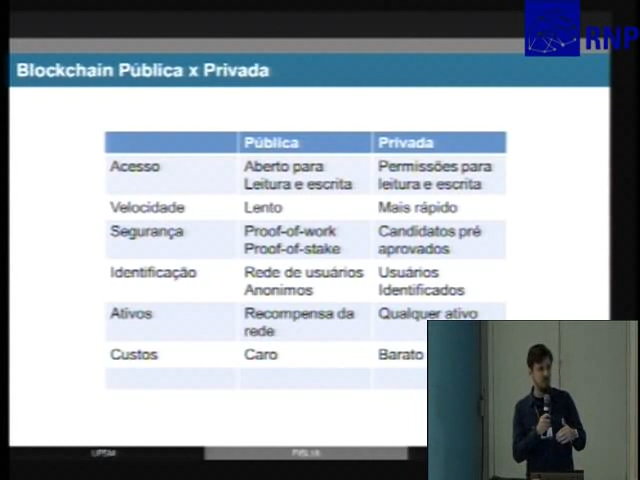 RNP
Blockchain Pública x Privada
Pública Privada
Acesso Aberto para Permissões para
Leitura e escrita leitura e escrita
Velocidade Lento Mais rápido
Segurança Proof-of-work Candidatos pré
Proof-of-stake aprovados
Identificação Rede de usuários Usuários
Anonimos Identificados
Ativos Recompensa da Qualquer ativo
rede
Custos Caro Barato